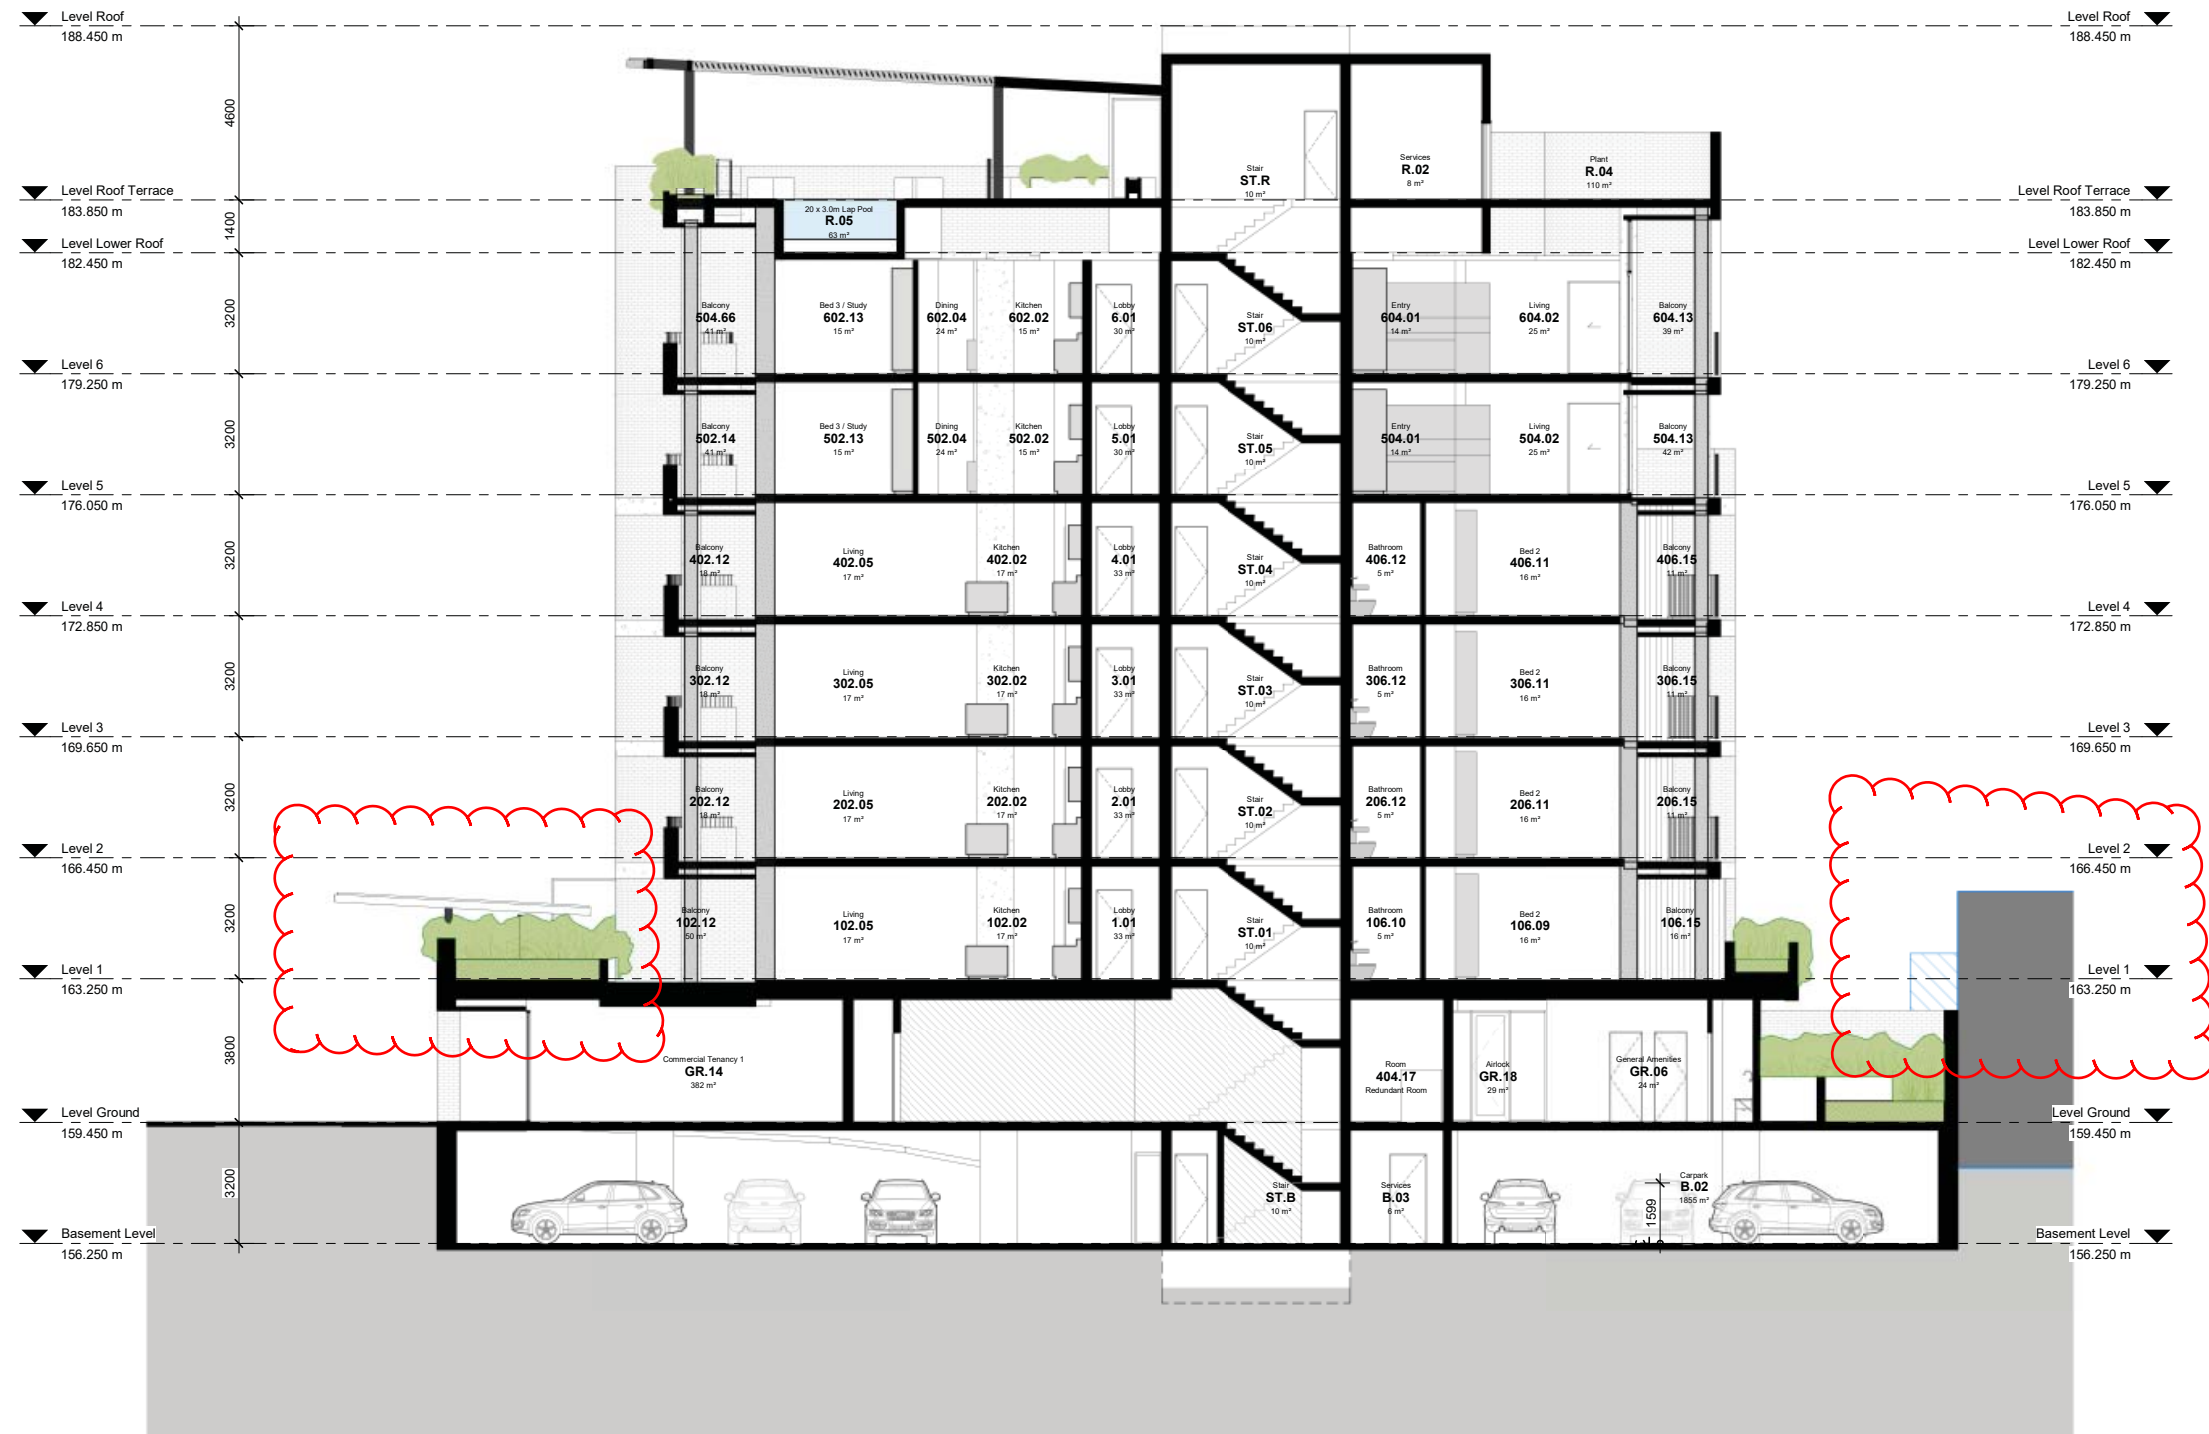 Level Roof
188.450 m
Level Roof
188.450 m
4600
Stair
ST.R
10 m²
Services
R.02
8 m²
Plant
R.04
110 m²
Level Roof Terrace
183.850 m
Level Roof Terrace
183.850 m
1400
20 x 3.0m Lap Pool
R.05
63 m²
Level Lower Roof
182.450 m
Level Lower Roof
182.450 m
3200
Balcony
504.66
41 m²
Bed 3 / Study
602.13
15 m²
Dining
602.04
24 m²
Kitchen
602.02
15 m²
Lobby
6.01
30 m²
Stair
ST.06
10 m²
Entry
604.01
14 m²
Living
604.02
25 m²
Balcony
604.13
39 m²
Level 6
179.250 m
Level 6
179.250 m
3200
Balcony
502.14
41 m²
Bed 3 / Study
502.13
15 m²
Dining
502.04
24 m²
Kitchen
502.02
15 m²
Lobby
5.01
30 m²
Stair
ST.05
10 m²
Entry
504.01
14 m²
Living
504.02
25 m²
Balcony
504.13
42 m²
Level 5
176.050 m
Level 5
176.050 m
3200
Balcony
402.12
18 m²
Living
402.05
17 m²
Kitchen
402.02
17 m²
Lobby
4.01
33 m²
Stair
ST.04
10 m²
Bathroom
406.12
5 m²
Bed 2
406.11
16 m²
Balcony
406.15
11 m²
Level 4
172.850 m
Level 4
172.850 m
3200
Balcony
302.12
18 m²
Living
302.05
17 m²
Kitchen
302.02
17 m²
Lobby
3.01
33 m²
Stair
ST.03
10 m²
Bathroom
306.12
5 m²
Bed 2
306.11
16 m²
Balcony
306.15
11 m²
Level 3
169.650 m
Level 3
169.650 m
3200
Balcony
202.12
18 m²
Living
202.05
17 m²
Kitchen
202.02
17 m²
Lobby
2.01
33 m²
Stair
ST.02
10 m²
Bathroom
206.12
5 m²
Bed 2
206.11
16 m²
Balcony
206.15
11 m²
Level 2
166.450 m
Level 2
166.450 m
3200
Balcony
102.12
50 m²
Living
102.05
17 m²
Kitchen
102.02
17 m²
Lobby
1.01
33 m²
Stair
ST.01
10 m²
Bathroom
106.10
5 m²
Bed 2
106.09
16 m²
Balcony
106.15
16 m²
Level 1
163.250 m
Level 1
163.250 m
3800
Commercial Tenancy 1
GR.14
382 m²
Room
404.17
Redundant Room
Airlock
GR.18
29 m²
General Amenities
GR.06
24 m²
Level Ground
159.450 m
Level Ground
159.450 m
3200
Stair
ST.B
10 m²
Services
B.03
6 m²
1599
Carpark
B.02
1855 m²
Basement Level
156.250 m
Basement Level
156.250 m